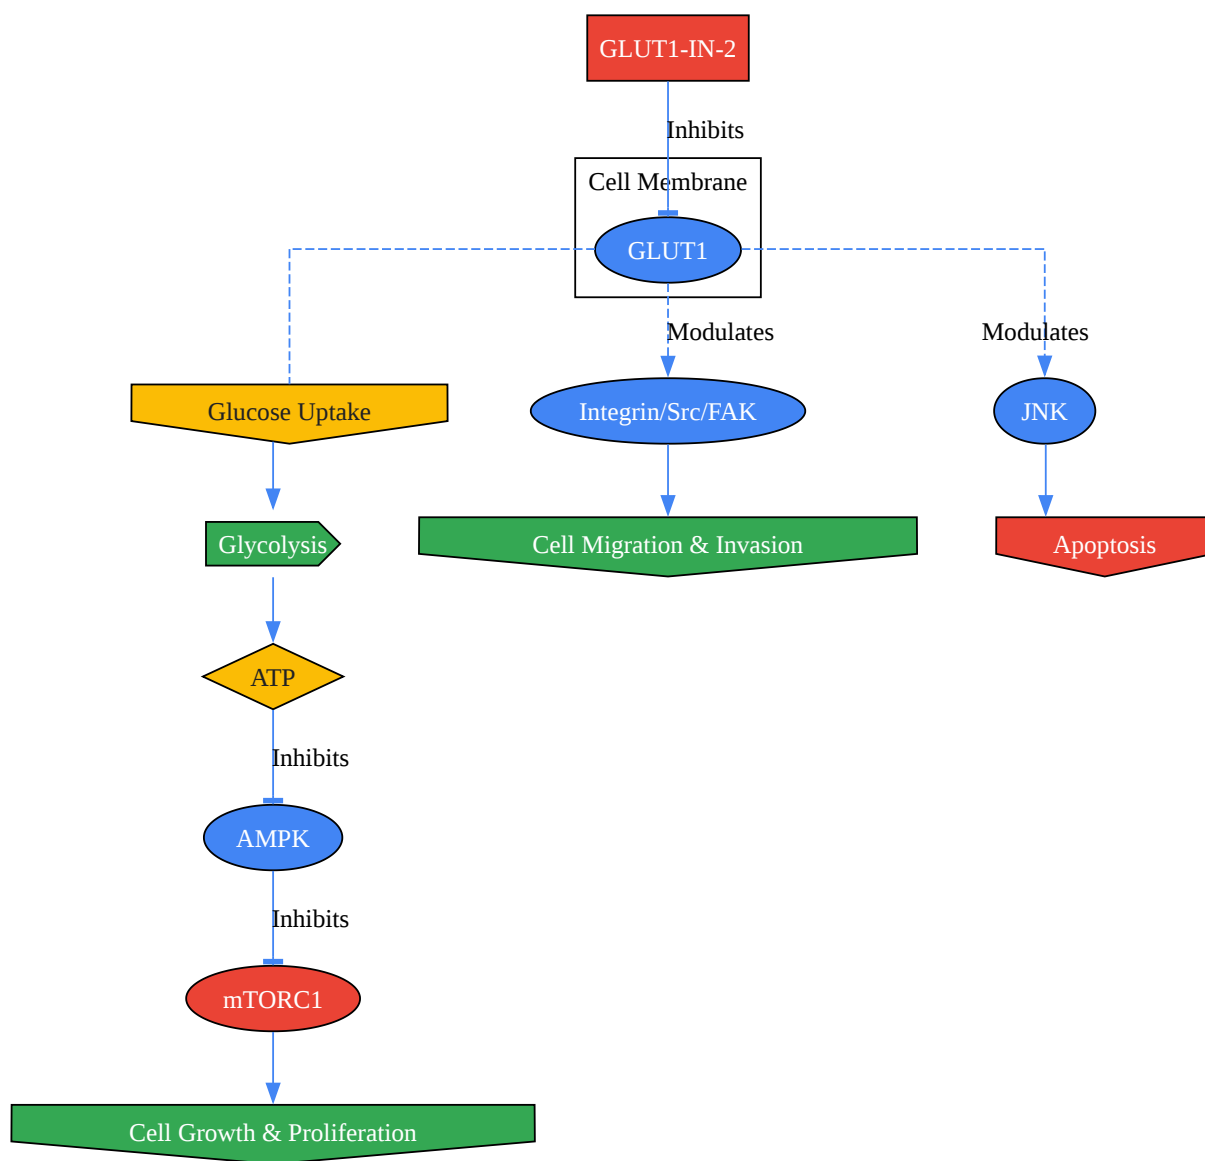 GLUT1-IN-2
Inhibits
Cell Membrane
GLUT1
Modulates
Modulates
Glucose Uptake
Integrin/Src/FAK
JNK
Glycolysis
Cell Migration & Invasion
Apoptosis
ATP
Inhibits
AMPK
Inhibits
mTORC1
Cell Growth & Proliferation